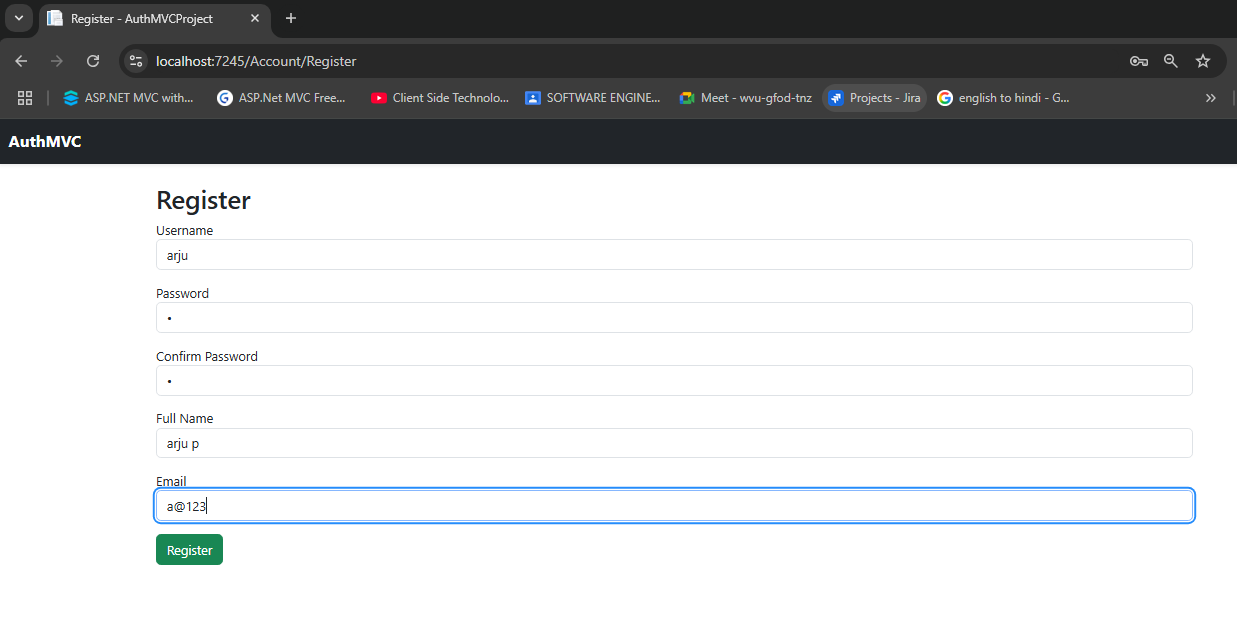 Register - AuthMVCProject
localhost:7245/Account/Register
ASP.NET MVC with... ASP.Net MVC Free... Client Side Technolo... SOFTWARE ENGINE... Meet - wvu-gfod-tnz Projects - Jira english to hindi - G...
AuthMVC
Register
Username
arju
Password
•
Confirm Password
•
Full Name
arju p
Email
a@123
Register